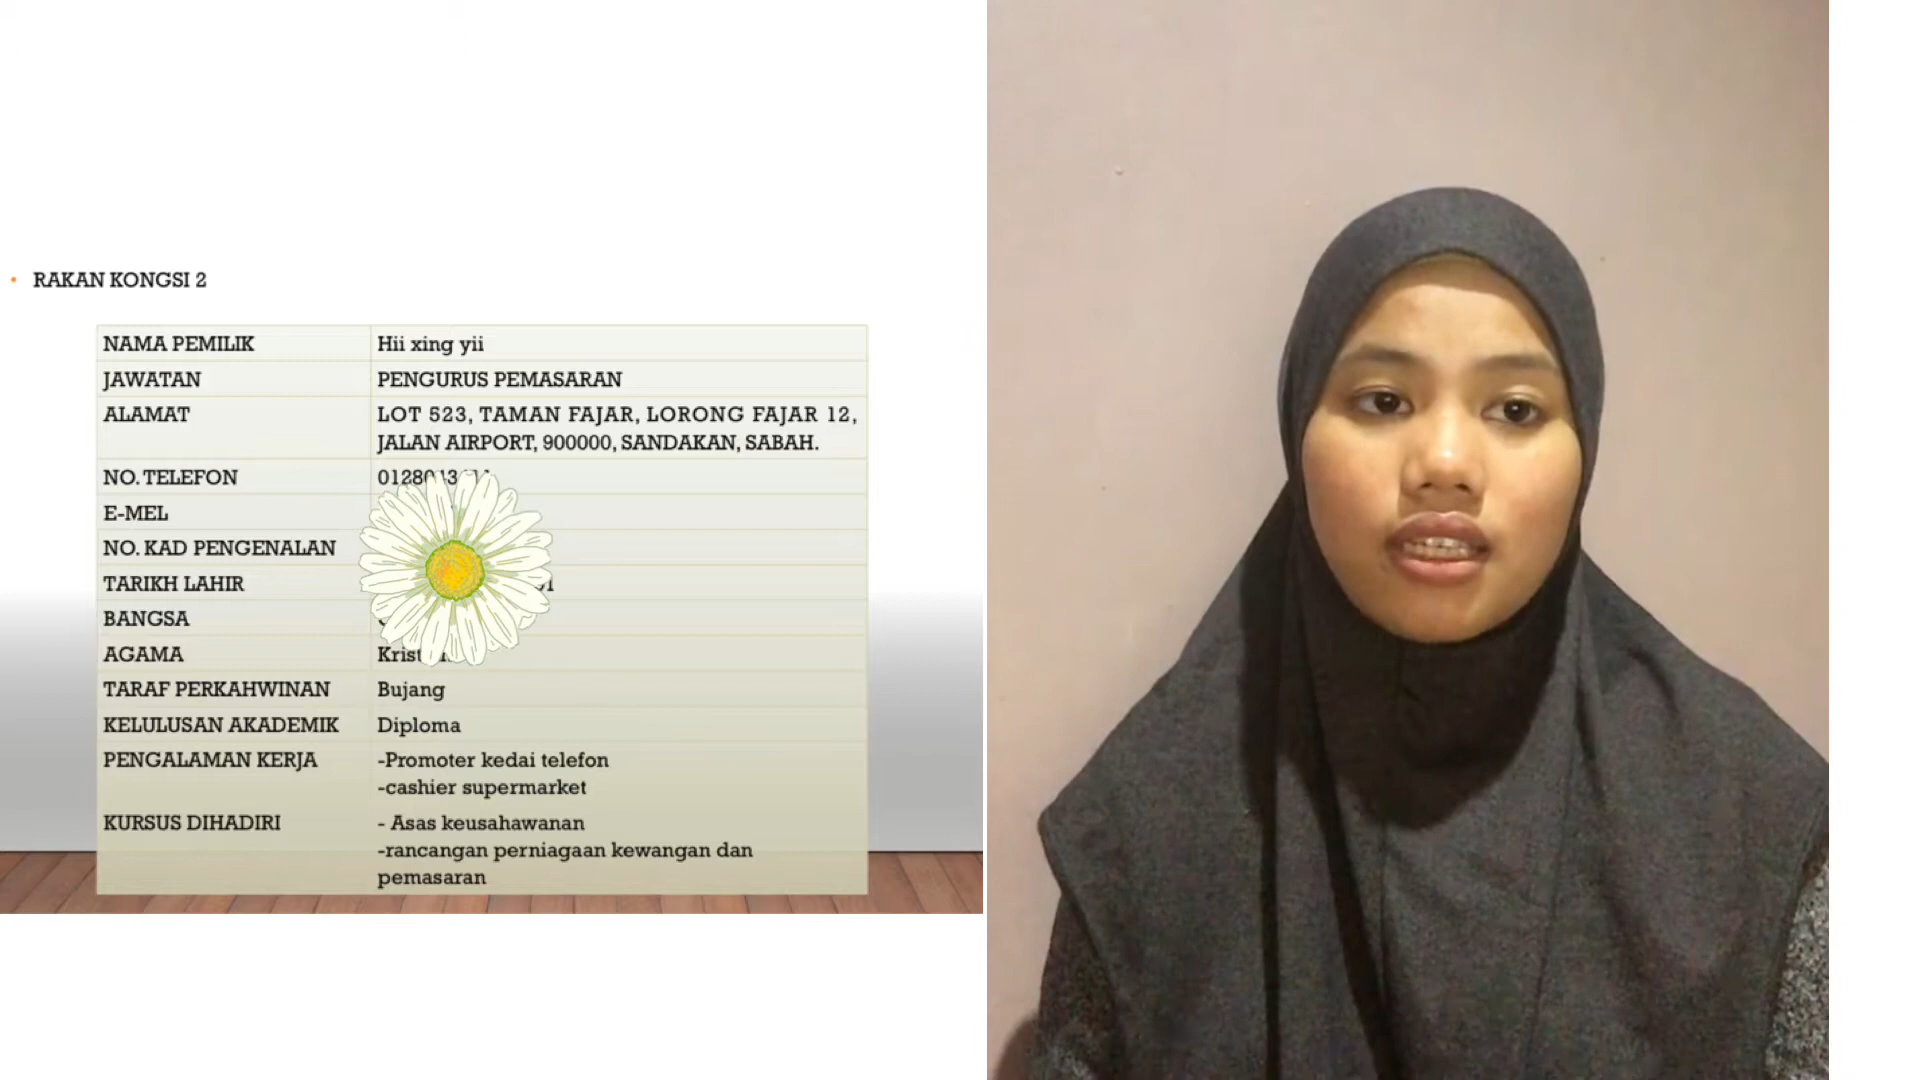 RAKAN KONGSI 2
NAMA PEMILIK Hii xing yii
JAWATAN PENGURUS PEMASARAN
ALAMAT LOT 523, TAMAN FAJAR, LORONG FAJAR 12,
JALAN AIRPORT, 900000, SANDAKAN, SABAH.
NO. TELEFON
E-MEL
NO. KAD PENGENALAN
TARIKH LAHIR
BANGSA
AGAMA
TARAF PERKAHWINAN Bujang
KELULUSAN AKADEMIK Diploma
PENGALAMAN KERJA -Promoter kedai telefon
-cashier supermarket
KURSUS DIHADIRI - Asas keusahawanan
-rancangan perniagaan kewangan dan
pemasaran